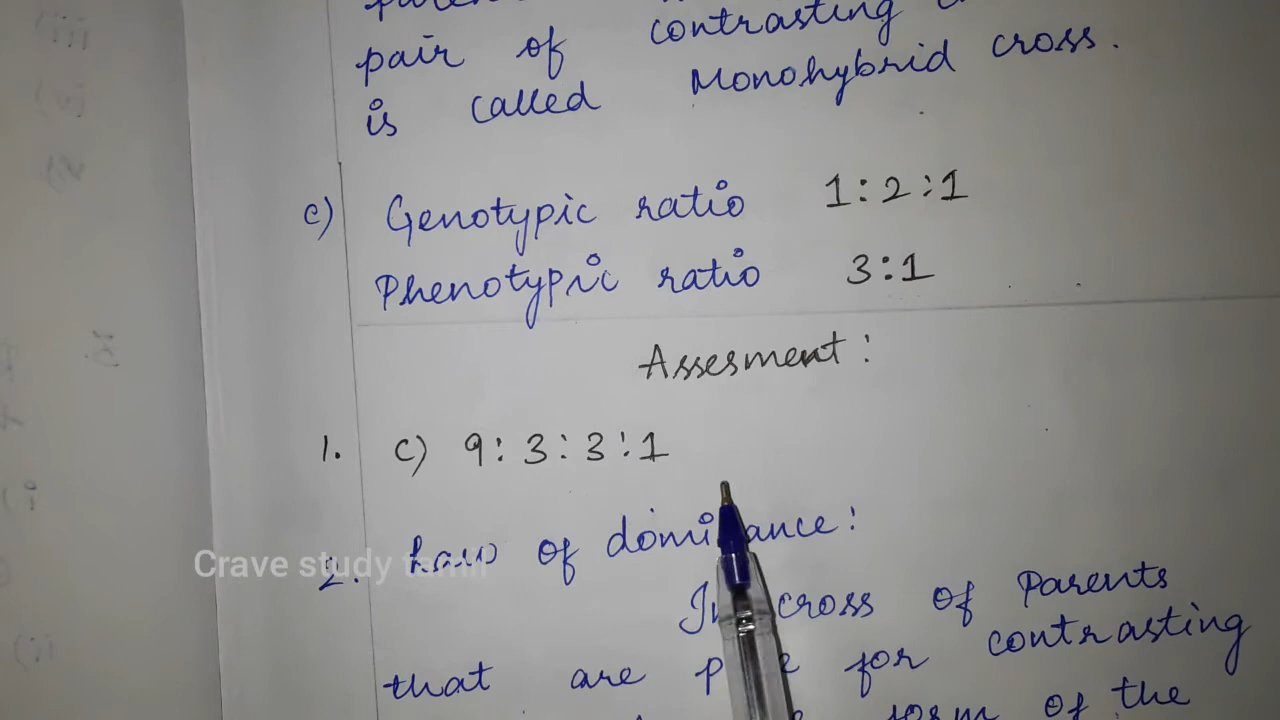 pair of contrasting
is called Monohybrid cross.
c) Genotypic ratio 1:2:1
Phenotypic ratio 3:1
Assesment:
1. c) 9:3:3:1
2. Law of dominance:
In cross of Parents
that are for contrasting
form of the
Crave study tamil